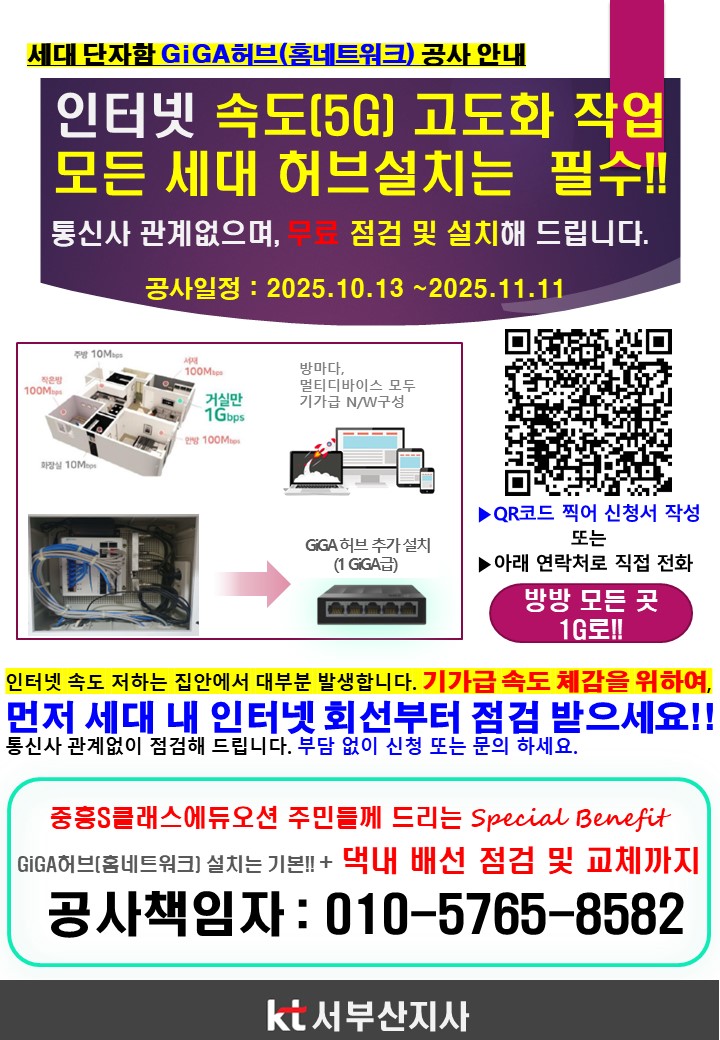 세대 단자함 GiGA허브(홈네트워크) 공사 안내
인터넷 속도(5G) 고도화 작업
모든 세대 허브설치는 필수!!
통신사 관계없으며, 무료 점검 및 설치해 드립니다.
공사일정 : 2025.10.13 ~2025.11.11
주방 10Mbps
서재 100Mbps
작은방 100Mbps
거실만 1Gbps
안방 100Mbps
화장실 10Mbps
방마다,
멀티디바이스 모두
기가급 N/W구성
GiGA 허브 추가 설치
(1 GiGA급)
▶QR코드 찍어 신청서 작성
또는
▶아래 연락처로 직접 전화
방방 모든 곳
1G로!!
인터넷 속도 저하는 집안에서 대부분 발생합니다. 기가급 속도 체감을 위하여,
먼저 세대 내 인터넷 회선부터 점검 받으세요!!
통신사 관계없이 점검해 드립니다. 부담 없이 신청 또는 문의 하세요.
중흥S클래스에듀오션 주민들께 드리는 Special Benefit
GiGA허브(홈네트워크) 설치는 기본!! + 댁내 배선 점검 및 교체까지
공사책임자 : 010-5765-8582
kt 서부산지사